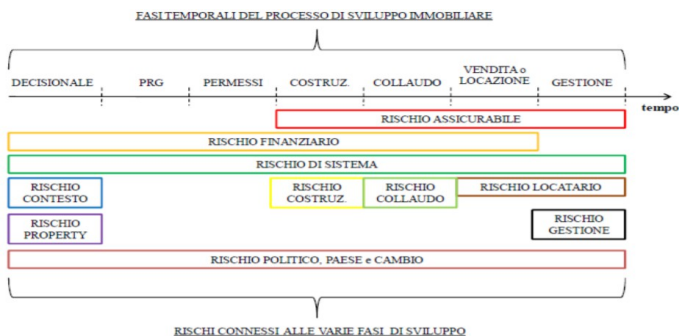 FASI TEMPORALI DEL PROCESSO DI SVILUPPO IMMOBILIARE
DECISIONALE PRG PERMESSI COSTRUZ. COLLAUDO VENDITA o LOCAZIONE GESTIONE
tempo
RISCHIO ASSICURABILE
RISCHIO FINANZIARIO
RISCHIO DI SISTEMA
RISCHIO CONTESTO
RISCHIO COSTRUZ.
RISCHIO COLLAUDO
RISCHIO LOCATARIO
RISCHIO PROPERTY
RISCHIO GESTIONE
RISCHIO POLITICO, PAESE e CAMBIO
RISCHI CONNESSI ALLE VARIE FASI DI SVILUPPO